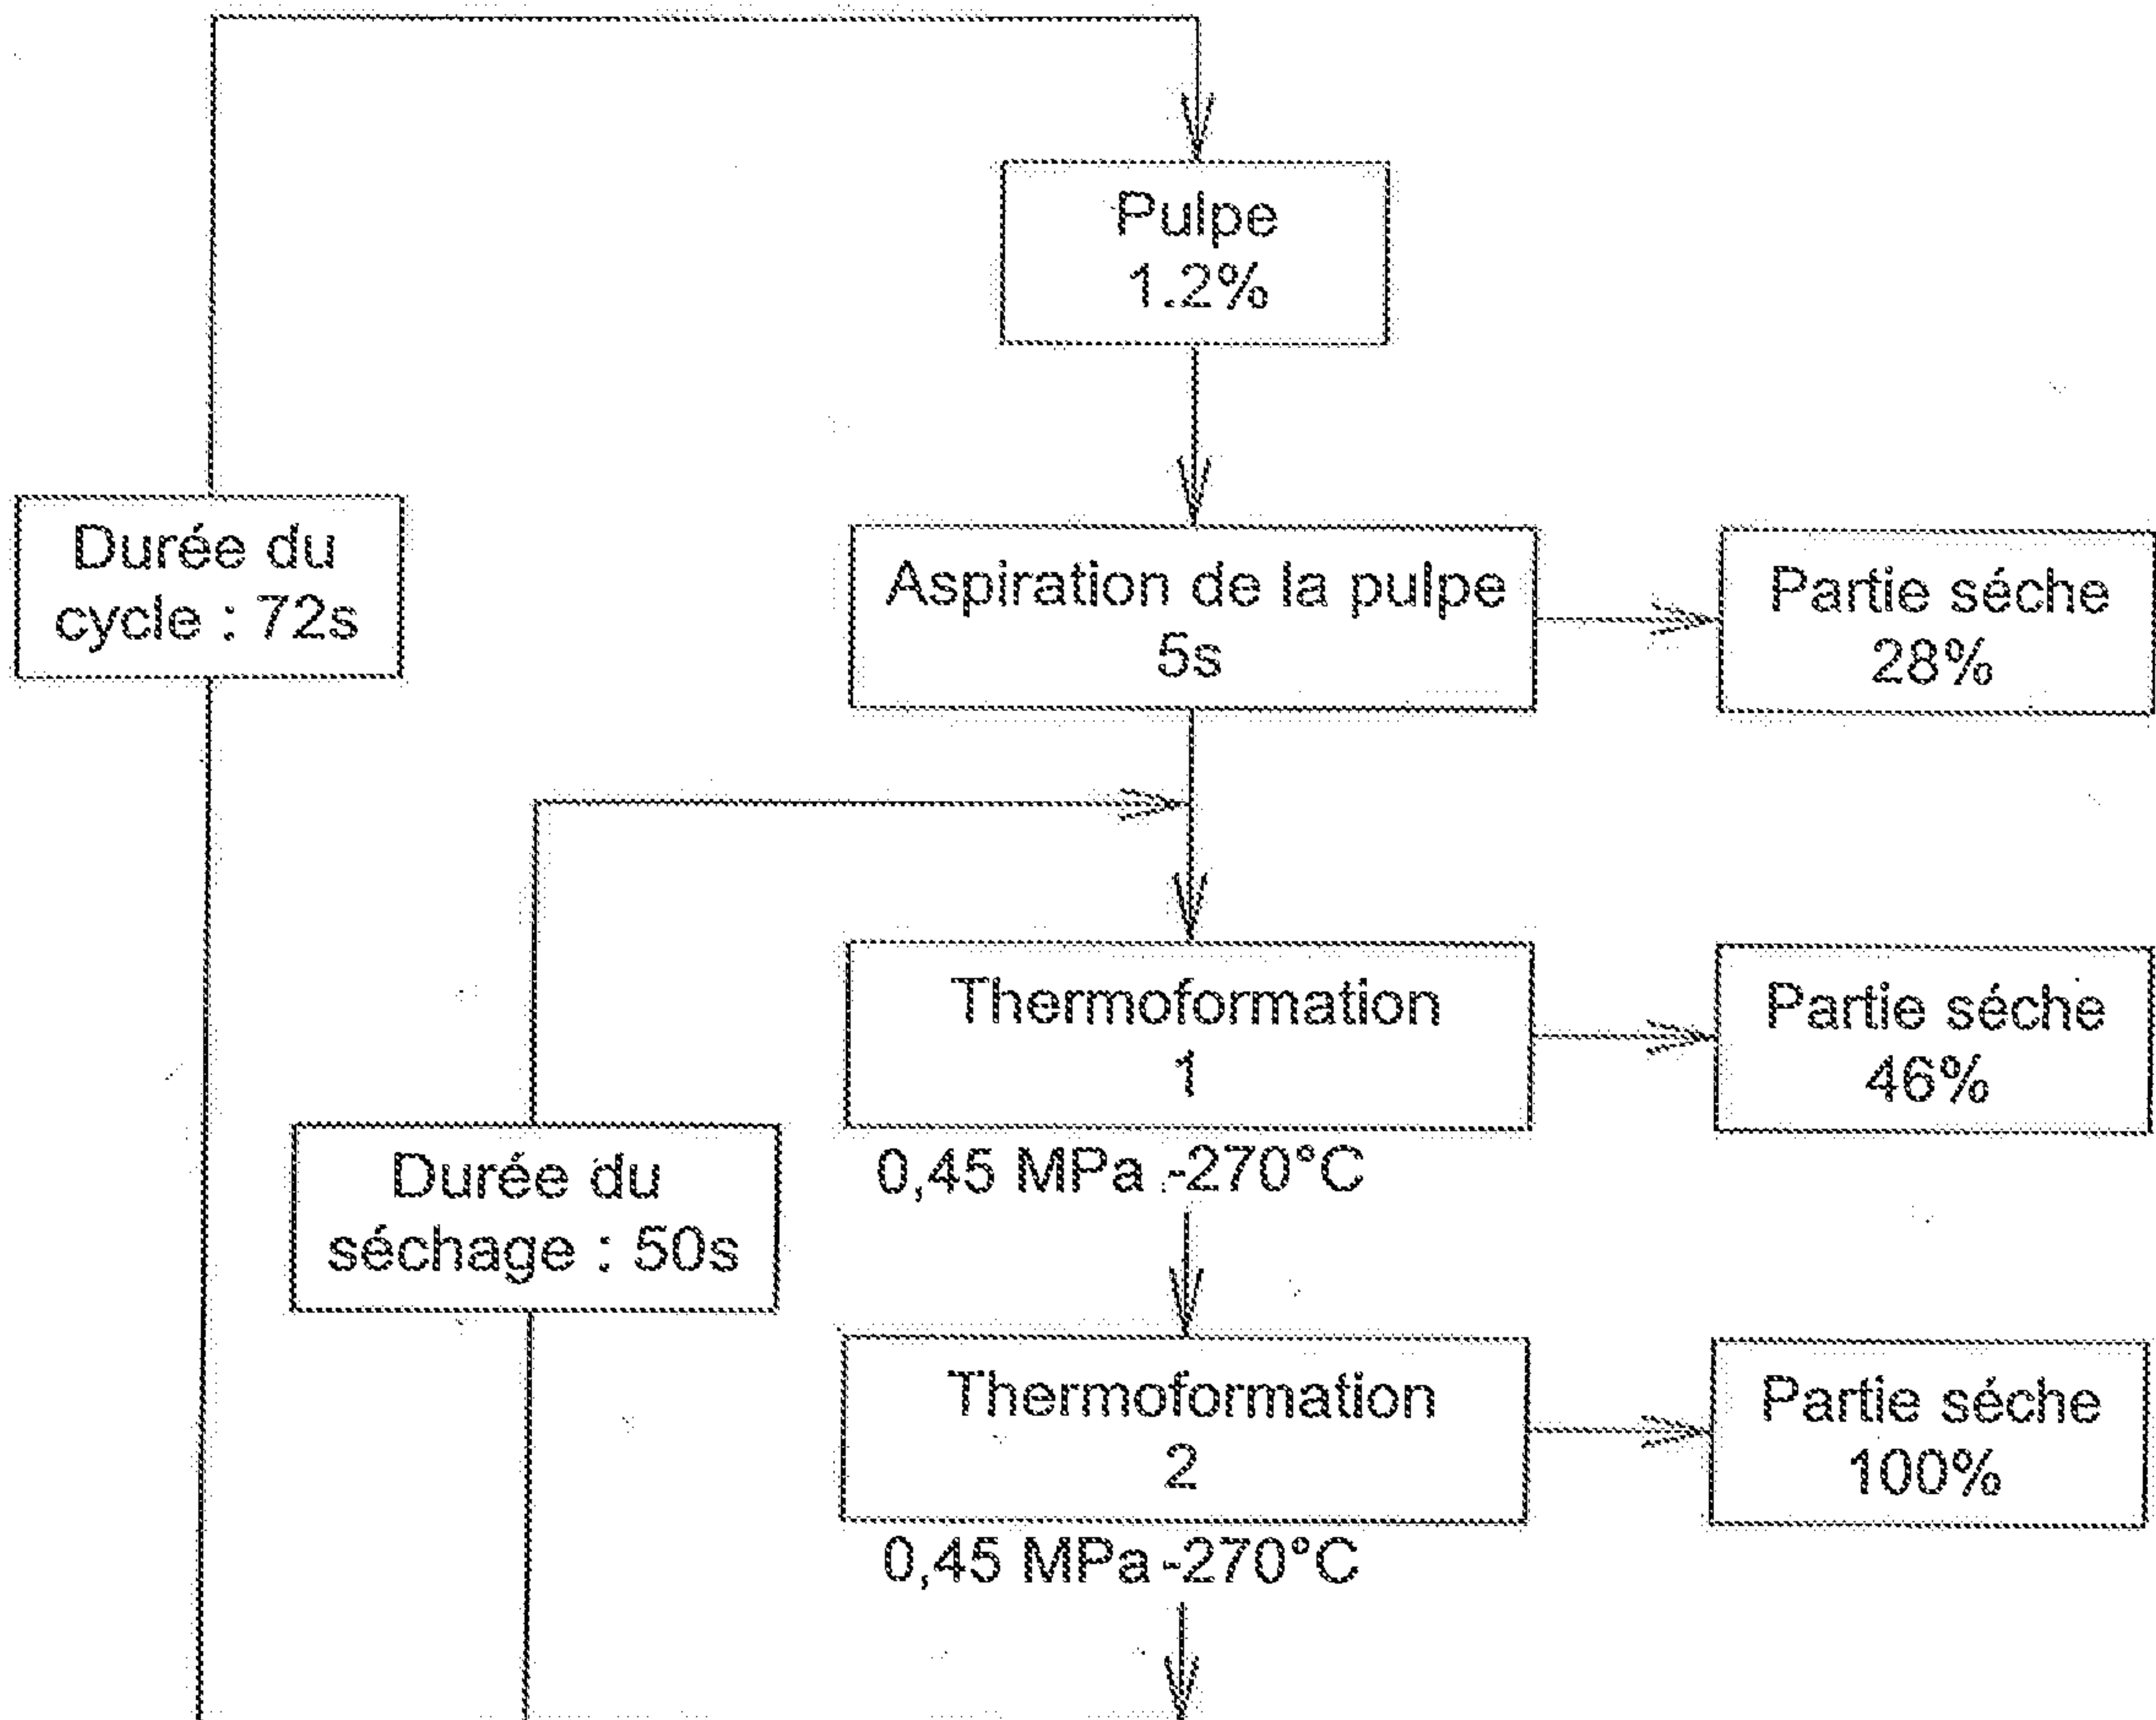 Pulpe
1.2%
Durée du
cycle : 72s
Aspiration de la pulpe
5s
Partie séche
28%
Thermoformation
1
Partie séche
46%
0,45 MPa -270°C
Durée du
séchage : 50s
Thermoformation
2
Partie séche
100%
0,45 MPa -270°C